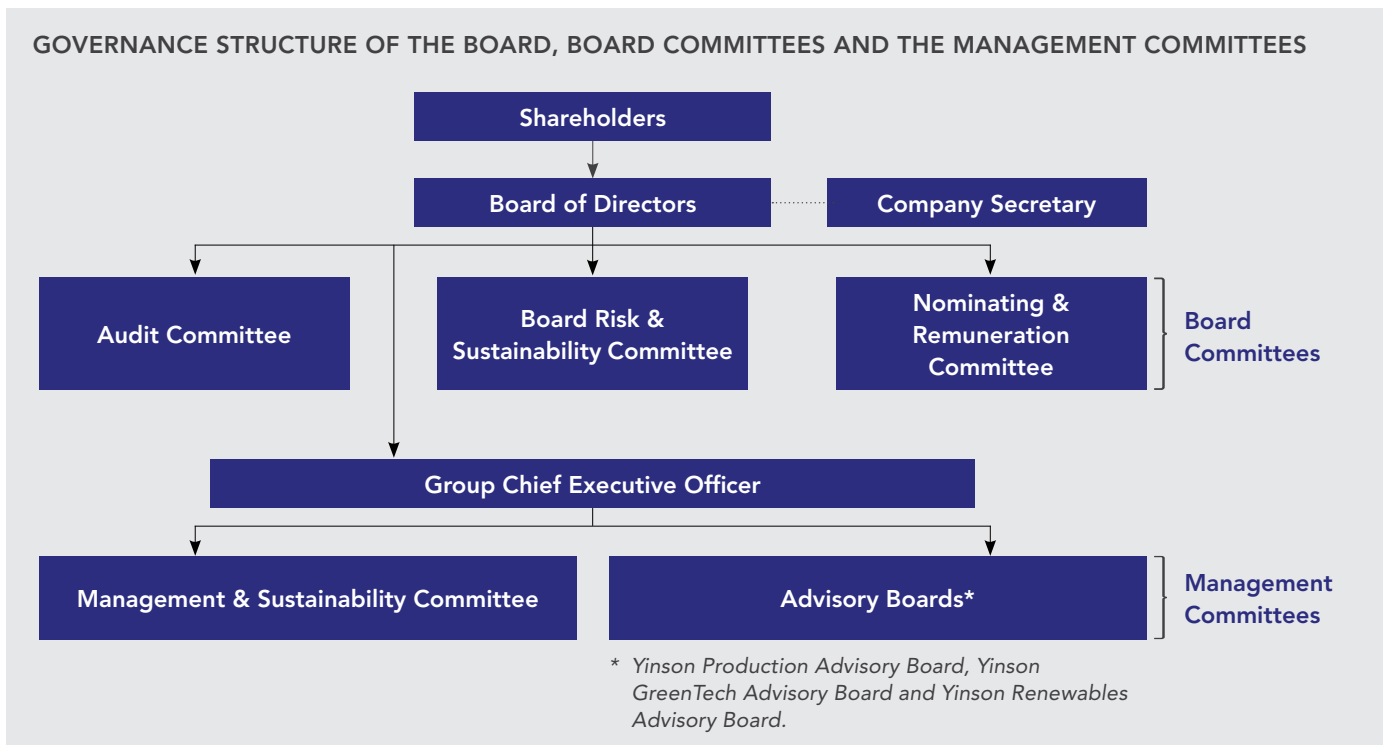 GOVERNANCE STRUCTURE OF THE BOARD, BOARD COMMITTEES AND THE MANAGEMENT COMMITTEES
Shareholders
Board of Directors
Company Secretary
Audit Committee
Board Risk &
Sustainability Committee
Nominating &
Remuneration
Committee
Board
Committees
Group Chief Executive Officer
Management & Sustainability Committee
Advisory Boards*
Management
Committees
* Yinson Production Advisory Board, Yinson
GreenTech Advisory Board and Yinson Renewables
Advisory Board.